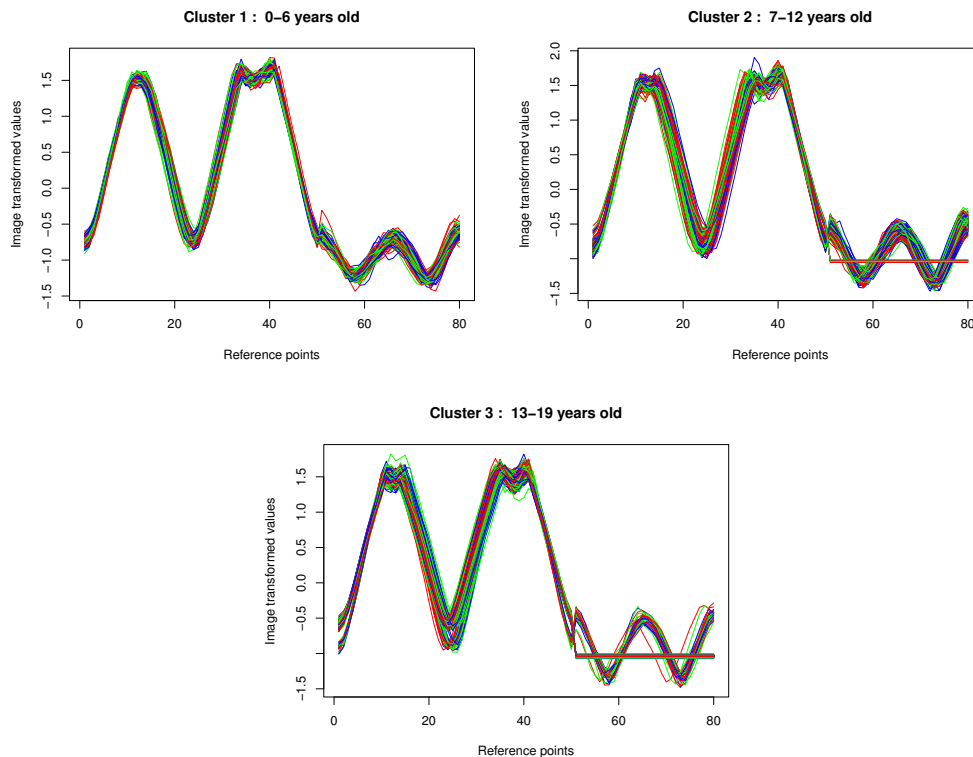 Cluster 1 : 0−6 years old
Image transformed values
1.5
1.0
0.5
0.0
−0.5
−1.0
−1.5
0 20 40 60 80
Reference points
Cluster 2 : 7−12 years old
Image transformed values
2.0
1.5
1.0
0.5
0.0
−0.5
−1.5
0 20 40 60 80
Reference points
Cluster 3 : 13−19 years old
Image transformed values
1.5
1.0
0.5
0.0
−0.5
−1.5
0 20 40 60 80
Reference points